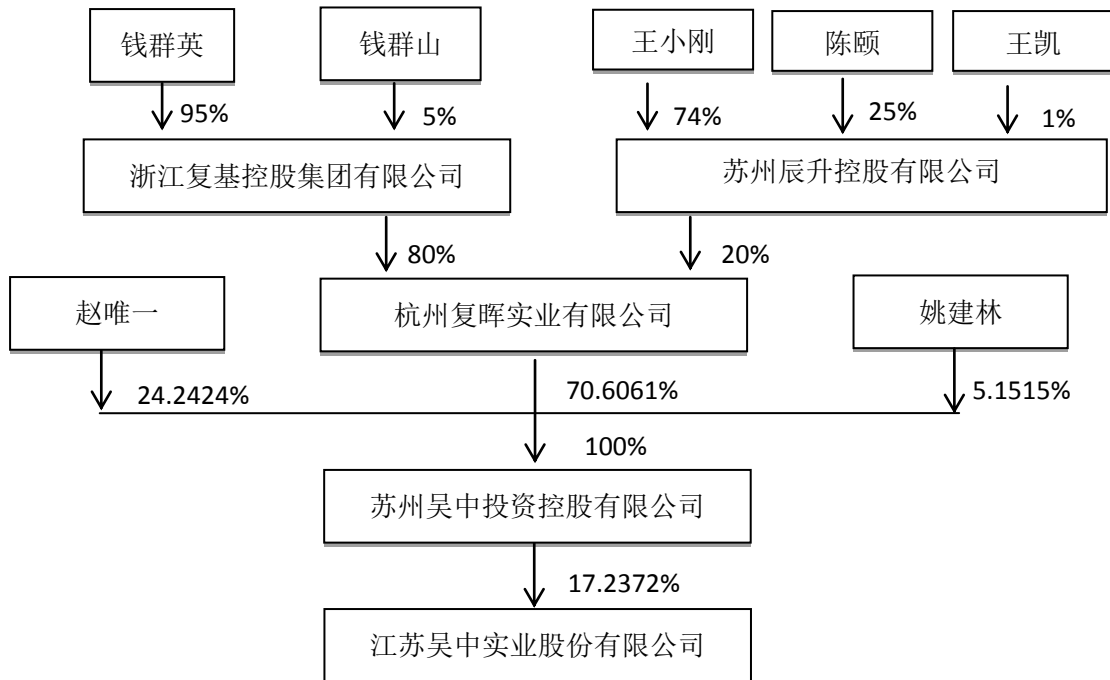 钱群英
钱群山
王小刚
陈颐
王凯
95%
5%
74%
25%
1%
浙江复基控股集团有限公司
苏州辰升控股有限公司
80%
20%
赵唯一
杭州复晖实业有限公司
姚建林
24.2424%
70.6061%
5.1515%
100%
苏州吴中投资控股有限公司
17.2372%
江苏吴中实业股份有限公司